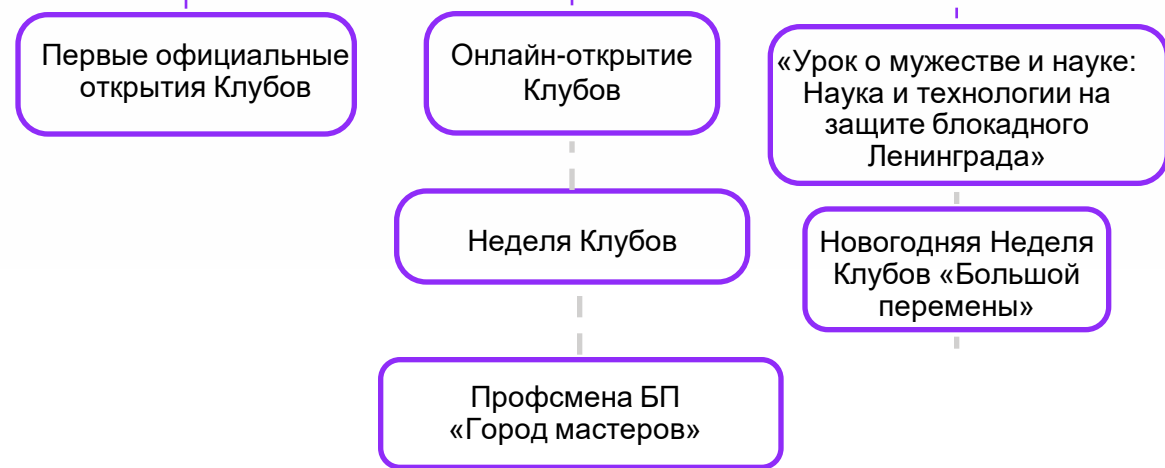 Первые официальные
открытия Клубов
Онлайн-открытие
Клубов
Неделя Клубов
Профсмена БП
«Город мастеров»
«Урок о мужестве и науке:
Наука и технологии на
защите блокадного
Ленинграда»
Новогодняя Неделя
Клубов «Большой
перемены»